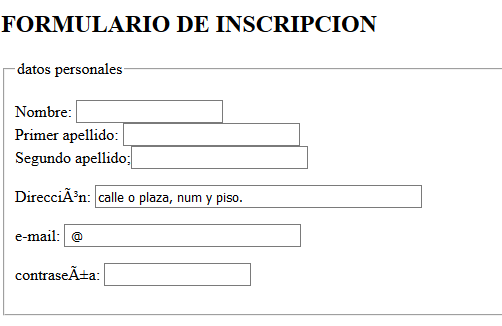 FORMULARIO DE INSCRIPCION
datos personales
Nombre:
Primer apellido:
Segundo apellido;
DirecciÃ³n: calle o plaza, num y piso.
e-mail: @
contraseÃ±a: